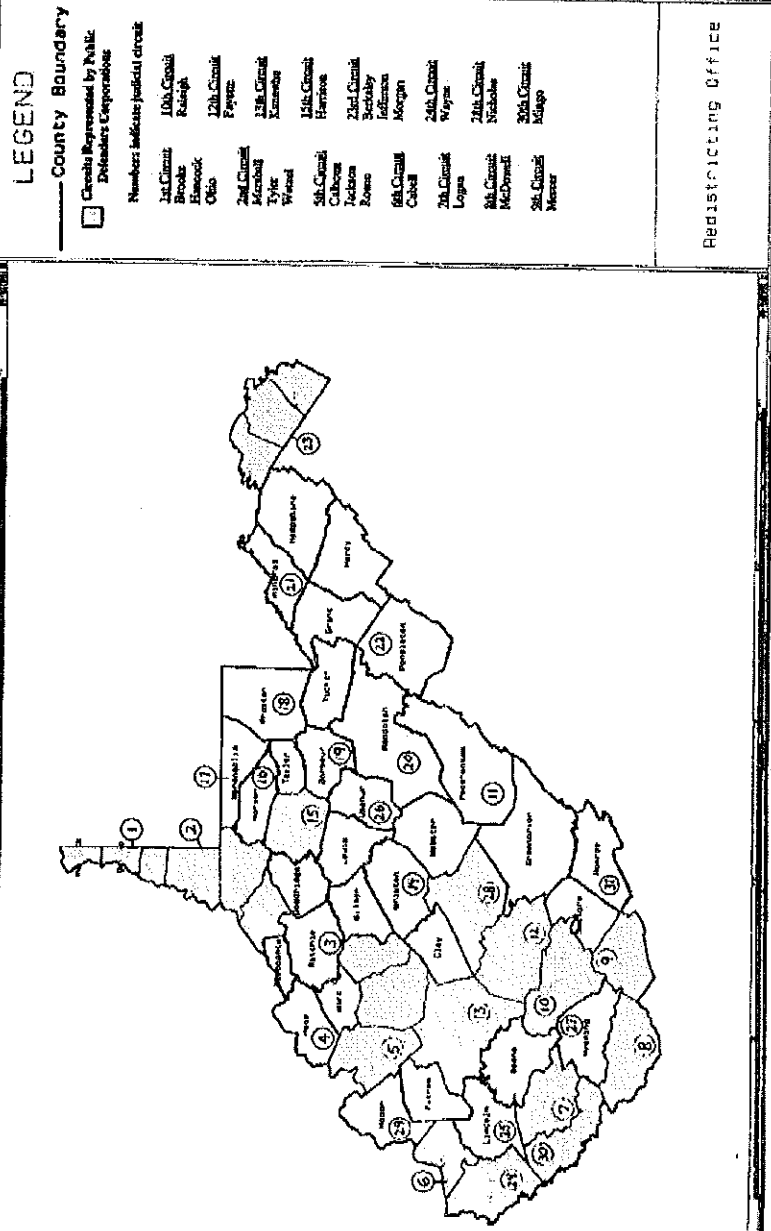 LEGEND
County Boundary
Circuits Represented by Public
Defenders Corporations
Numbers indicate judicial circuit
1st Circuit
Brooke
Hancock
Ohio
2nd Circuit
Marshall
Tyler
Wetzel
5th Circuit
Calhoun
Jackson
Roane
6th Circuit
Cabell
7th Circuit
Logan
8th Circuit
McDowell
9th Circuit
Mercer
10th Circuit
Raleigh
12th Circuit
Fayette
13th Circuit
Kanawha
15th Circuit
Harrison
23rd Circuit
Berkeley
Jefferson
Morgan
24th Circuit
Wayne
28th Circuit
Nicholas
30th Circuit
Mingo
Redistricting Office
1
2
17
Monongalia
Preston
18
Marion
16
Taylor
Barbour
19
Tucker
Mineral
21
Hampshire
Hardy
Grant
23
22
Pendleton
Randolph
20
15
Doddridge
Lewis
Upshur
26
Ritchie
3
Gilmer
Wood
4
Wirt
Braxton
Webster
Pocahontas
11
Clay
28
Greenbrier
Monroe
31
5
Mason
29
Putnam
13
12
10
9
6
Lincoln
25
Boone
27
24
30
7
8